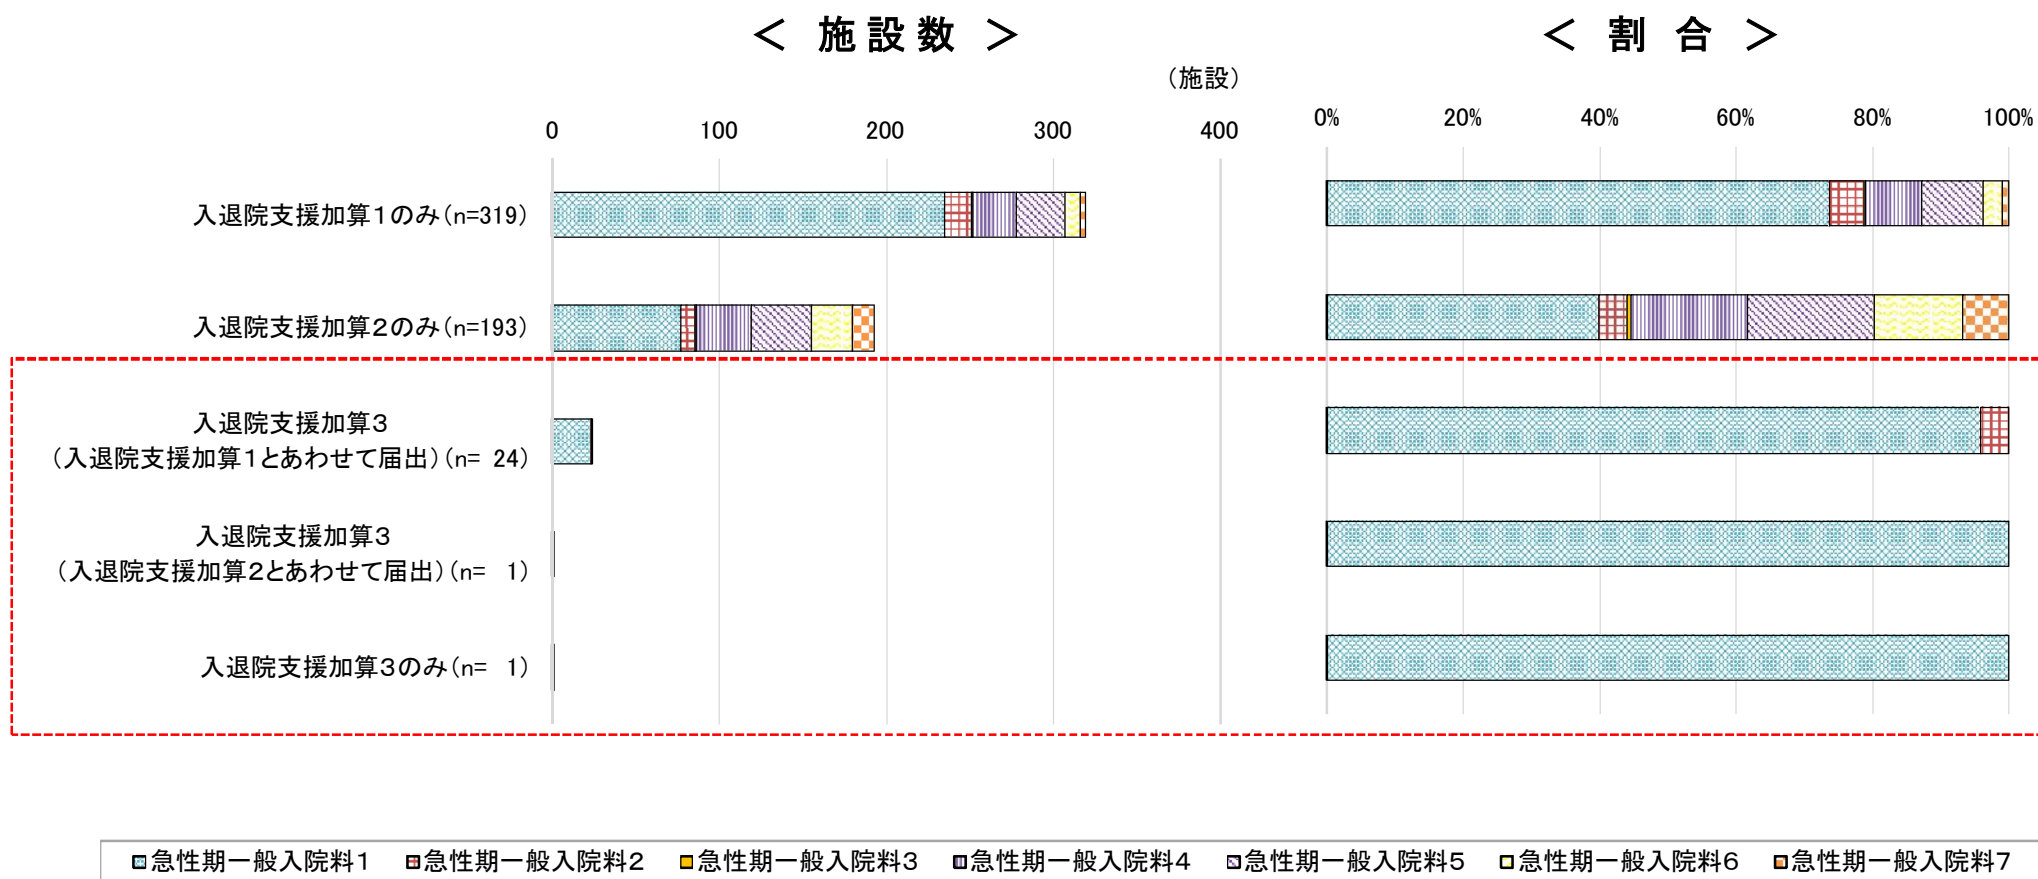 ＜ 施設数 ＞
＜ 割 合 ＞
（施設）
0 100 200 300 400
0% 20% 40% 60% 80% 100%
入退院支援加算１のみ（n=319）
入退院支援加算２のみ（n=193）
入退院支援加算３
（入退院支援加算１とあわせて届出）（n= 24）
入退院支援加算３
（入退院支援加算２とあわせて届出）（n= 1）
入退院支援加算３のみ（n= 1）
急性期一般入院料１ 急性期一般入院料２ 急性期一般入院料３ 急性期一般入院料４ 急性期一般入院料５ 急性期一般入院料６ 急性期一般入院料７